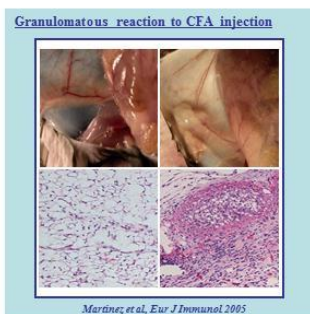 Granulomatous reaction to CFA injection
Martinez et al, Eur J Immunol 2005